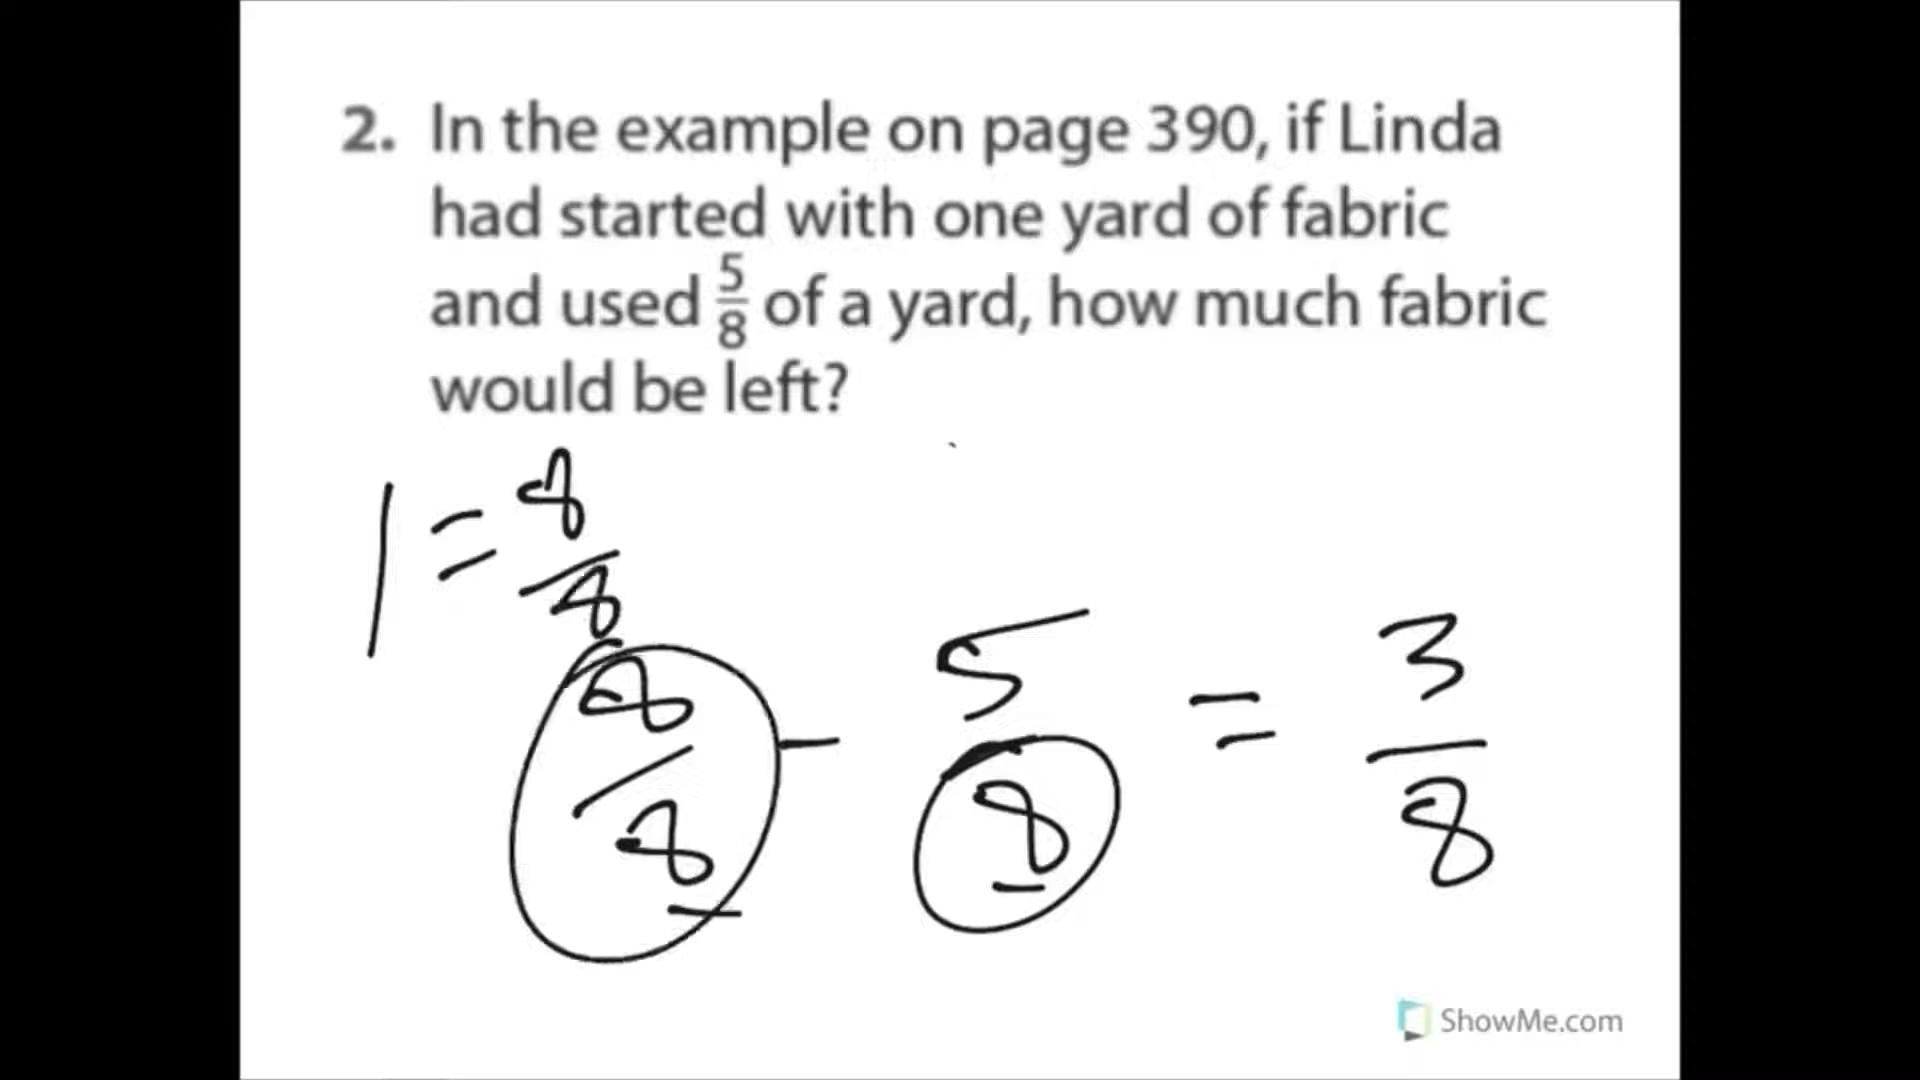 2. In the example on page 390, if Linda
had started with one yard of fabric
and used 5/8 of a yard, how much fabric
would be left?
1 = 8/8
8/8 - 5/8 = 3/8
ShowMe.com